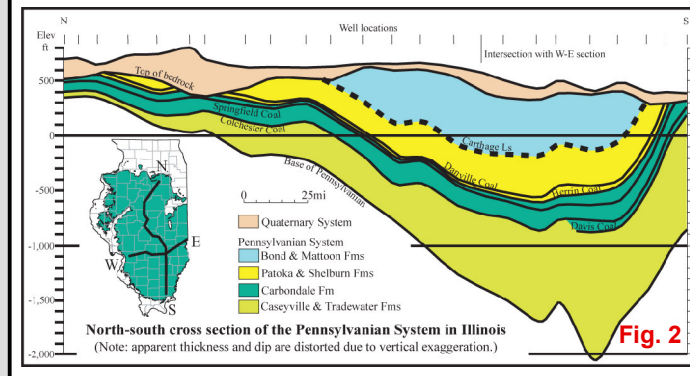 N
Well locations
S
Elev
ft
Intersection with W-E section
Top of bedrock
500
Springfield Coal
Colchester Coal
0
Carthage Ls
Base of Pennsylvanian
Danville Coal
Herrin Coal
-500
Davis Coal
-1,000
-1,500
-2,000
N
W
E
S
0 25mi
Quaternary System
Pennsylvanian System
Bond & Mattoon Fms
Patoka & Shelburn Fms
Carbondale Fm
Caseyville & Tradewater Fms
North-south cross section of the Pennsylvanian System in Illinois
(Note: apparent thickness and dip are distorted due to vertical exaggeration.)
Fig. 2